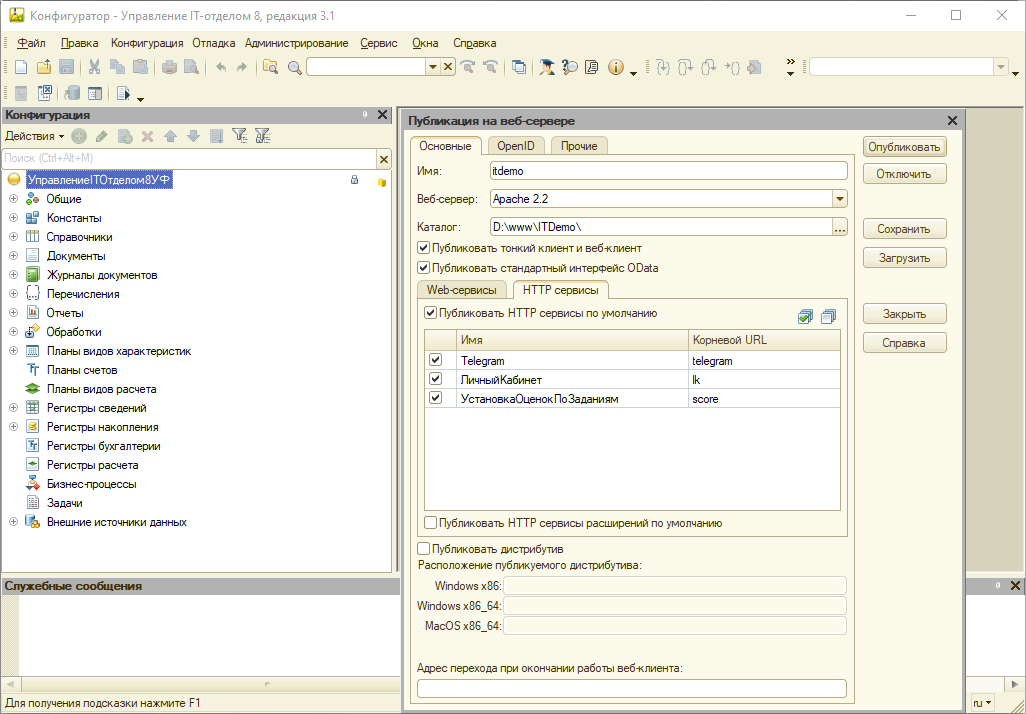 Конфигуратор - Управление IT-отделом 8, редакция 3.1
Файл Правка Конфигурация Отладка Администрирование Сервис Окна Справка
Конфигурация
Действия
Поиск (Ctrl+Alt+M)
УправлениеITОтделом8УФ
Общие
Константы
Справочники
Документы
Журналы документов
Перечисления
Отчеты
Обработки
Планы видов характеристик
Планы счетов
Планы видов расчета
Регистры сведений
Регистры накопления
Регистры бухгалтерии
Регистры расчета
Бизнес-процессы
Задачи
Внешние источники данных
Публикация на веб-сервере
Основные OpenID Прочие
Имя: itdemo
Веб-сервер: Apache 2.2
Каталог: D:\www\ITDemo\ ...
Публиковать тонкий клиент и веб-клиент
Публиковать стандартный интерфейс OData
Web-сервисы HTTP сервисы
Публиковать HTTP сервисы по умолчанию
Имя Корневой URL
Telegram telegram
ЛичныйКабинет lk
УстановкаОценокПоЗаданиям score
Публиковать HTTP сервисы расширений по умолчанию
Публиковать дистрибутив
Расположение публикуемого дистрибутива:
Windows x86:
Windows x86_64:
MacOS x86_64:
Адрес перехода при окончании работы веб-клиента:
Опубликовать
Отключить
Сохранить
Загрузить
Закрыть
Справка
Служебные сообщения
Для получения подсказки нажмите F1
ru